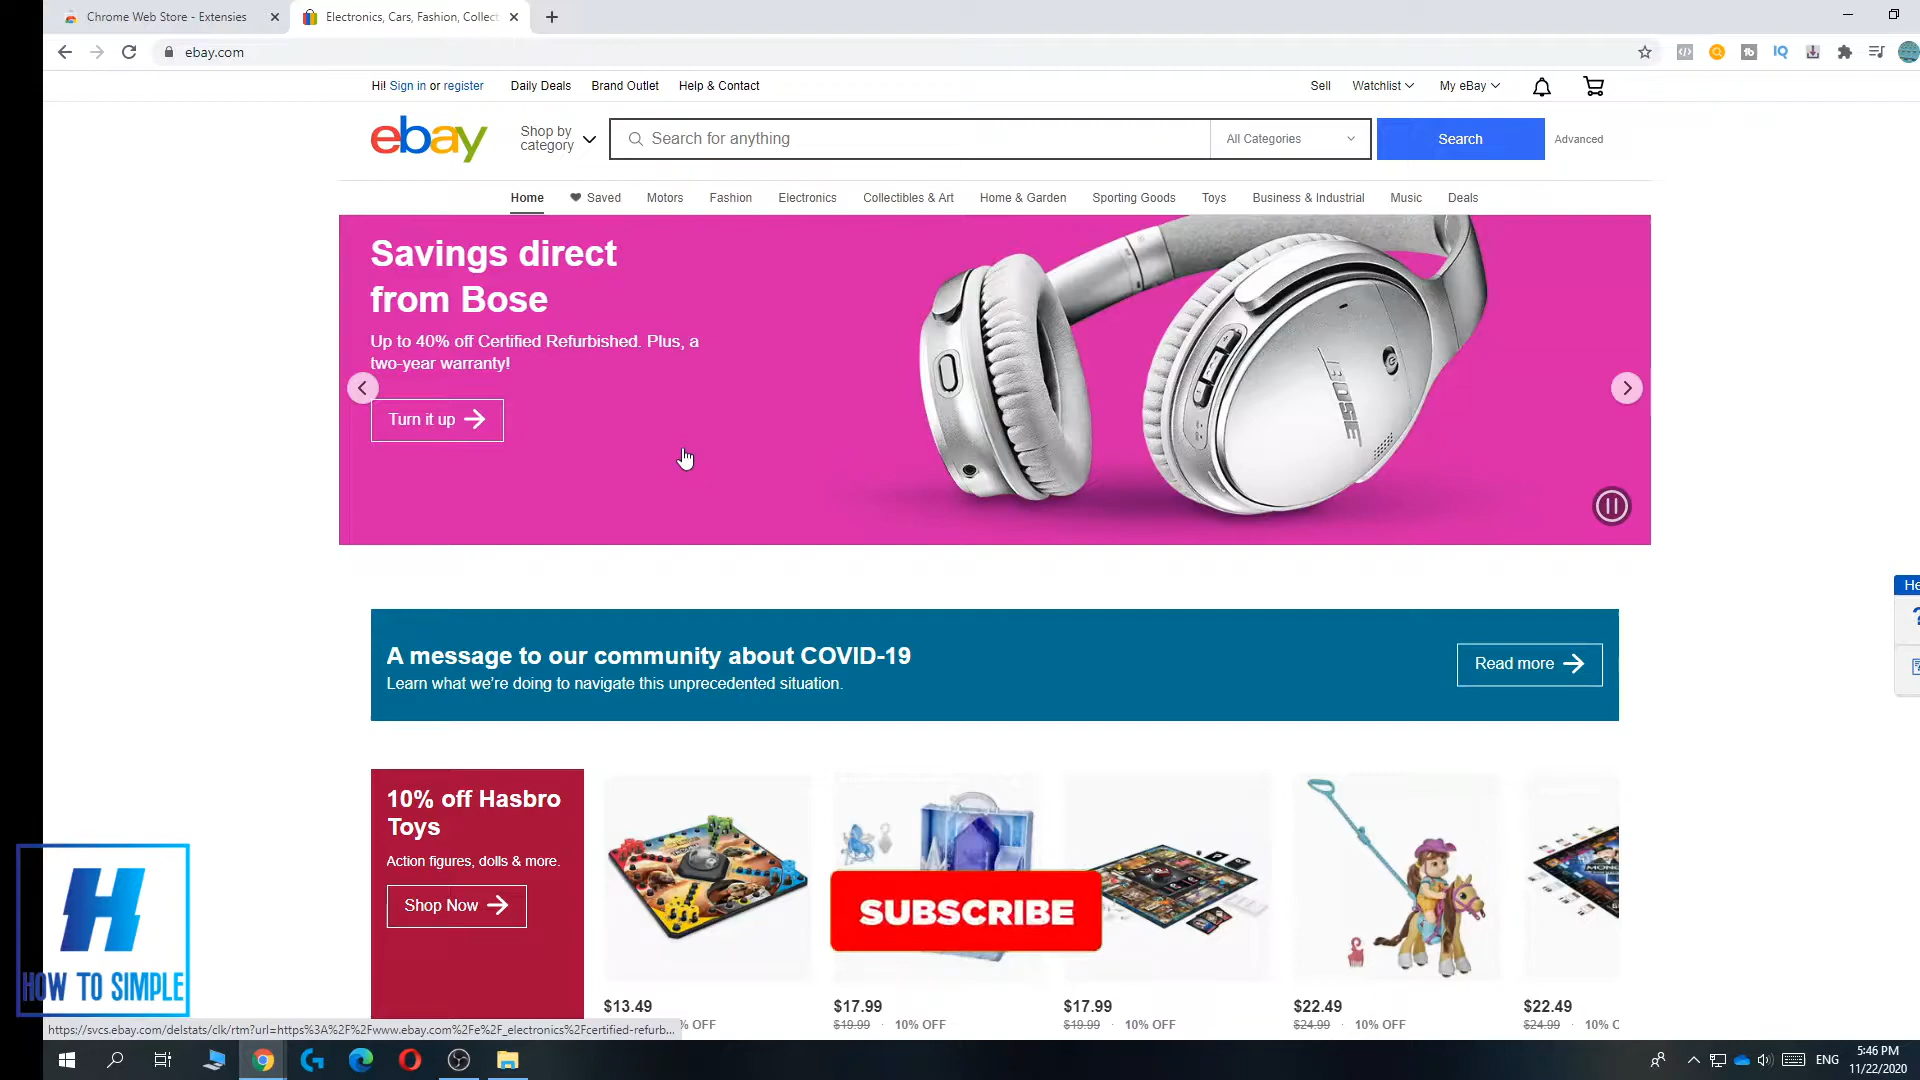 Chrome Web Store - Extensies
Electronics, Cars, Fashion, Collect
ebay.com
Hi! Sign in or register
Daily Deals
Brand Outlet
Help & Contact
Sell
Watchlist
My eBay
ebay
Shop by
category
Search for anything
All Categories
Search
Advanced
Home
Saved
Motors
Fashion
Electronics
Collectibles & Art
Home & Garden
Sporting Goods
Toys
Business & Industrial
Music
Deals
Savings direct
from Bose
Up to 40% off Certified Refurbished. Plus, a
two-year warranty!
Turn it up
BOSE
He
?
A message to our community about COVID-19
Learn what we're doing to navigate this unprecedented situation.
Read more
10% off Hasbro
Toys
Action figures, dolls & more.
Shop Now
SUBSCRIBE
H
HOW TO SIMPLE
$13.49
% OFF
$17.99
$19.99 · 10% OFF
$17.99
$19.99 · 10% OFF
$22.49
$24.99 · 10% OFF
$22.49
$24.99 · 10% O
https://svcs.ebay.com/delstats/clk/rtm?url=https%3A%2F%2Fwww.ebay.com%2Fe%2F_electronics%2Fcertified-refurb...
ENG
5:46 PM
11/22/2020